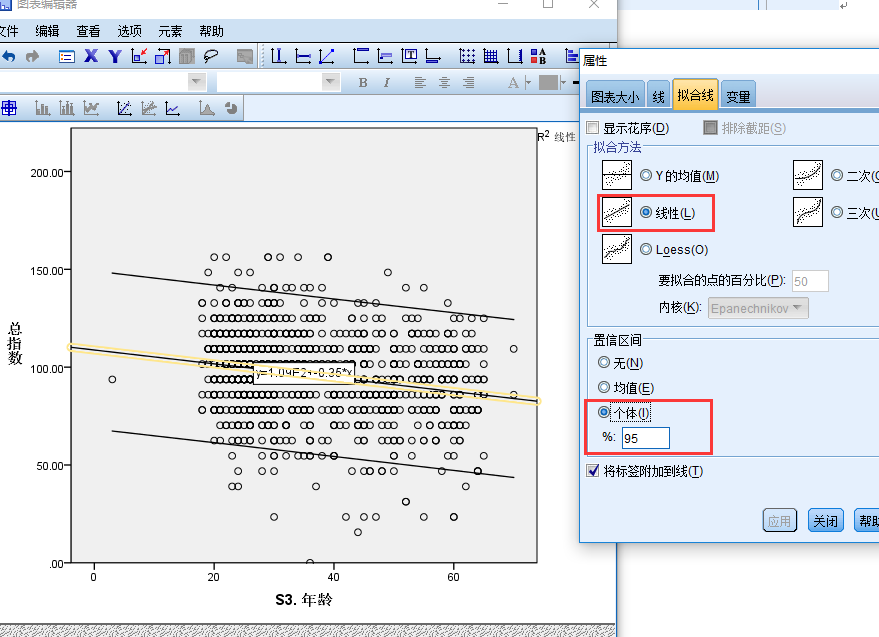 图表编辑器
文件 编辑 查看 选项 元素 帮助
B I
A
R² 线性
200.00
150.00
100.00
50.00
.00
总指数
y=1.09E2+-0.35*x
0 20 40 60
S3. 年龄
属性
图表大小 线 拟合线 变量
显示花序(D) 排除截距(S)
拟合方法
Y 的均值(M) 二次(
线性(L) 三次(
Loess(O)
要拟合的点的百分比(P): 50
内核(K): Epanechnikov
置信区间
无(N)
均值(E)
个体(I)
%: 95
将标签附加到线(T)
应用 关闭 帮助